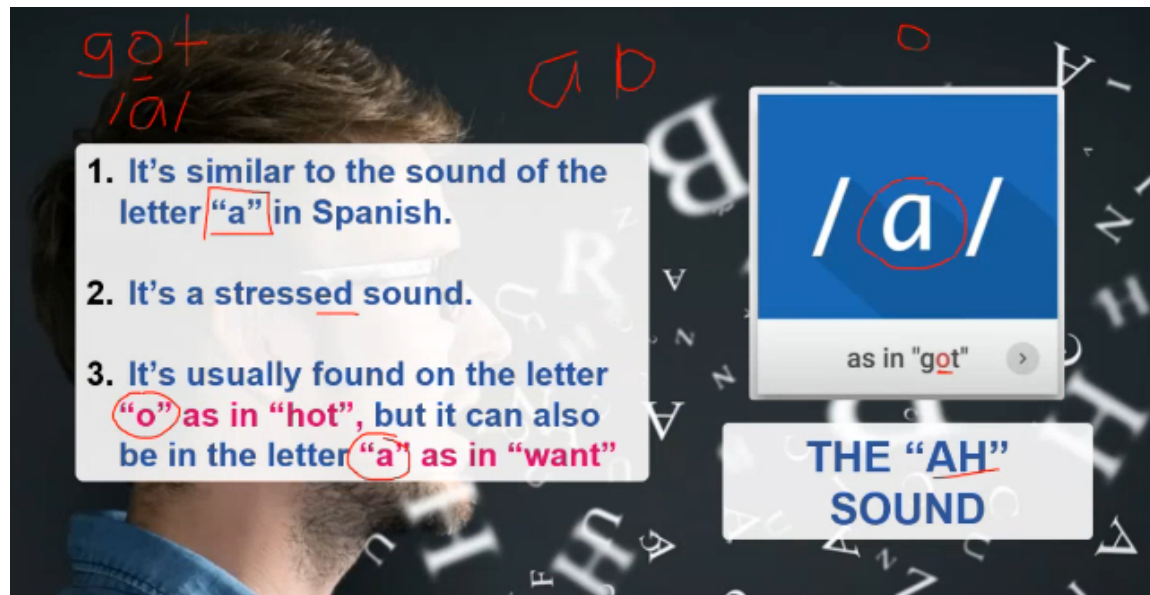 got
/a/
a o
o
1. It's similar to the sound of the
letter “a” in Spanish.
2. It's a stressed sound.
3. It's usually found on the letter
“o” as in “hot”, but it can also
be in the letter “a” as in “want”
/a/
as in "got"
THE “AH”
SOUND